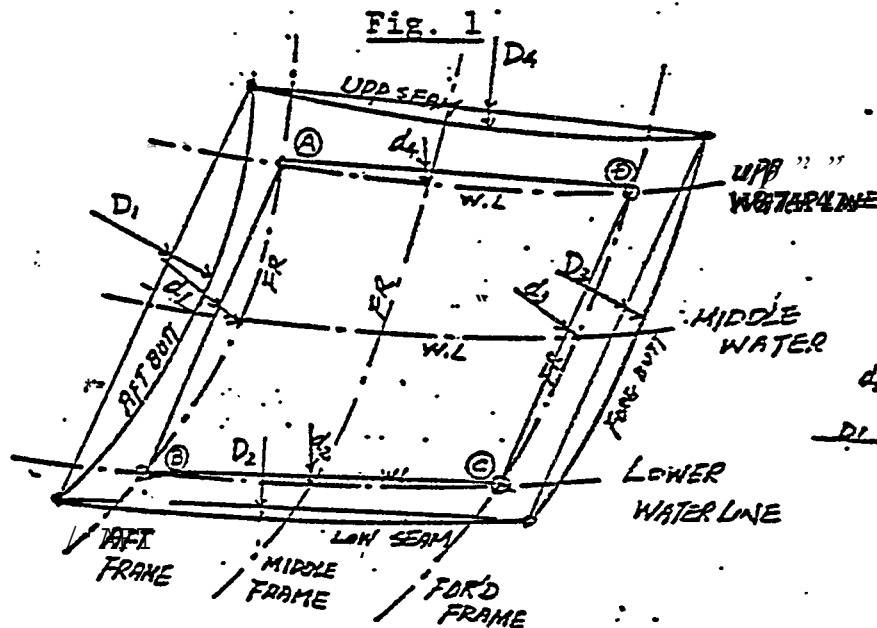 Fig. 1
D4
UPP SEAM
A
d4
D
UPP " "
WATERLINE
W.L
D1
d1
FR
FR
D3
d3
"
MIDDLE
WATER
W.L
FR
AFT BUTT
FORE BUTT
D1
B
D2
d2
C
LOWER
WATER LINE
LOW SEAM
AFT
FRAME
MIDDLE
FRAME
FOR'D
FRAME